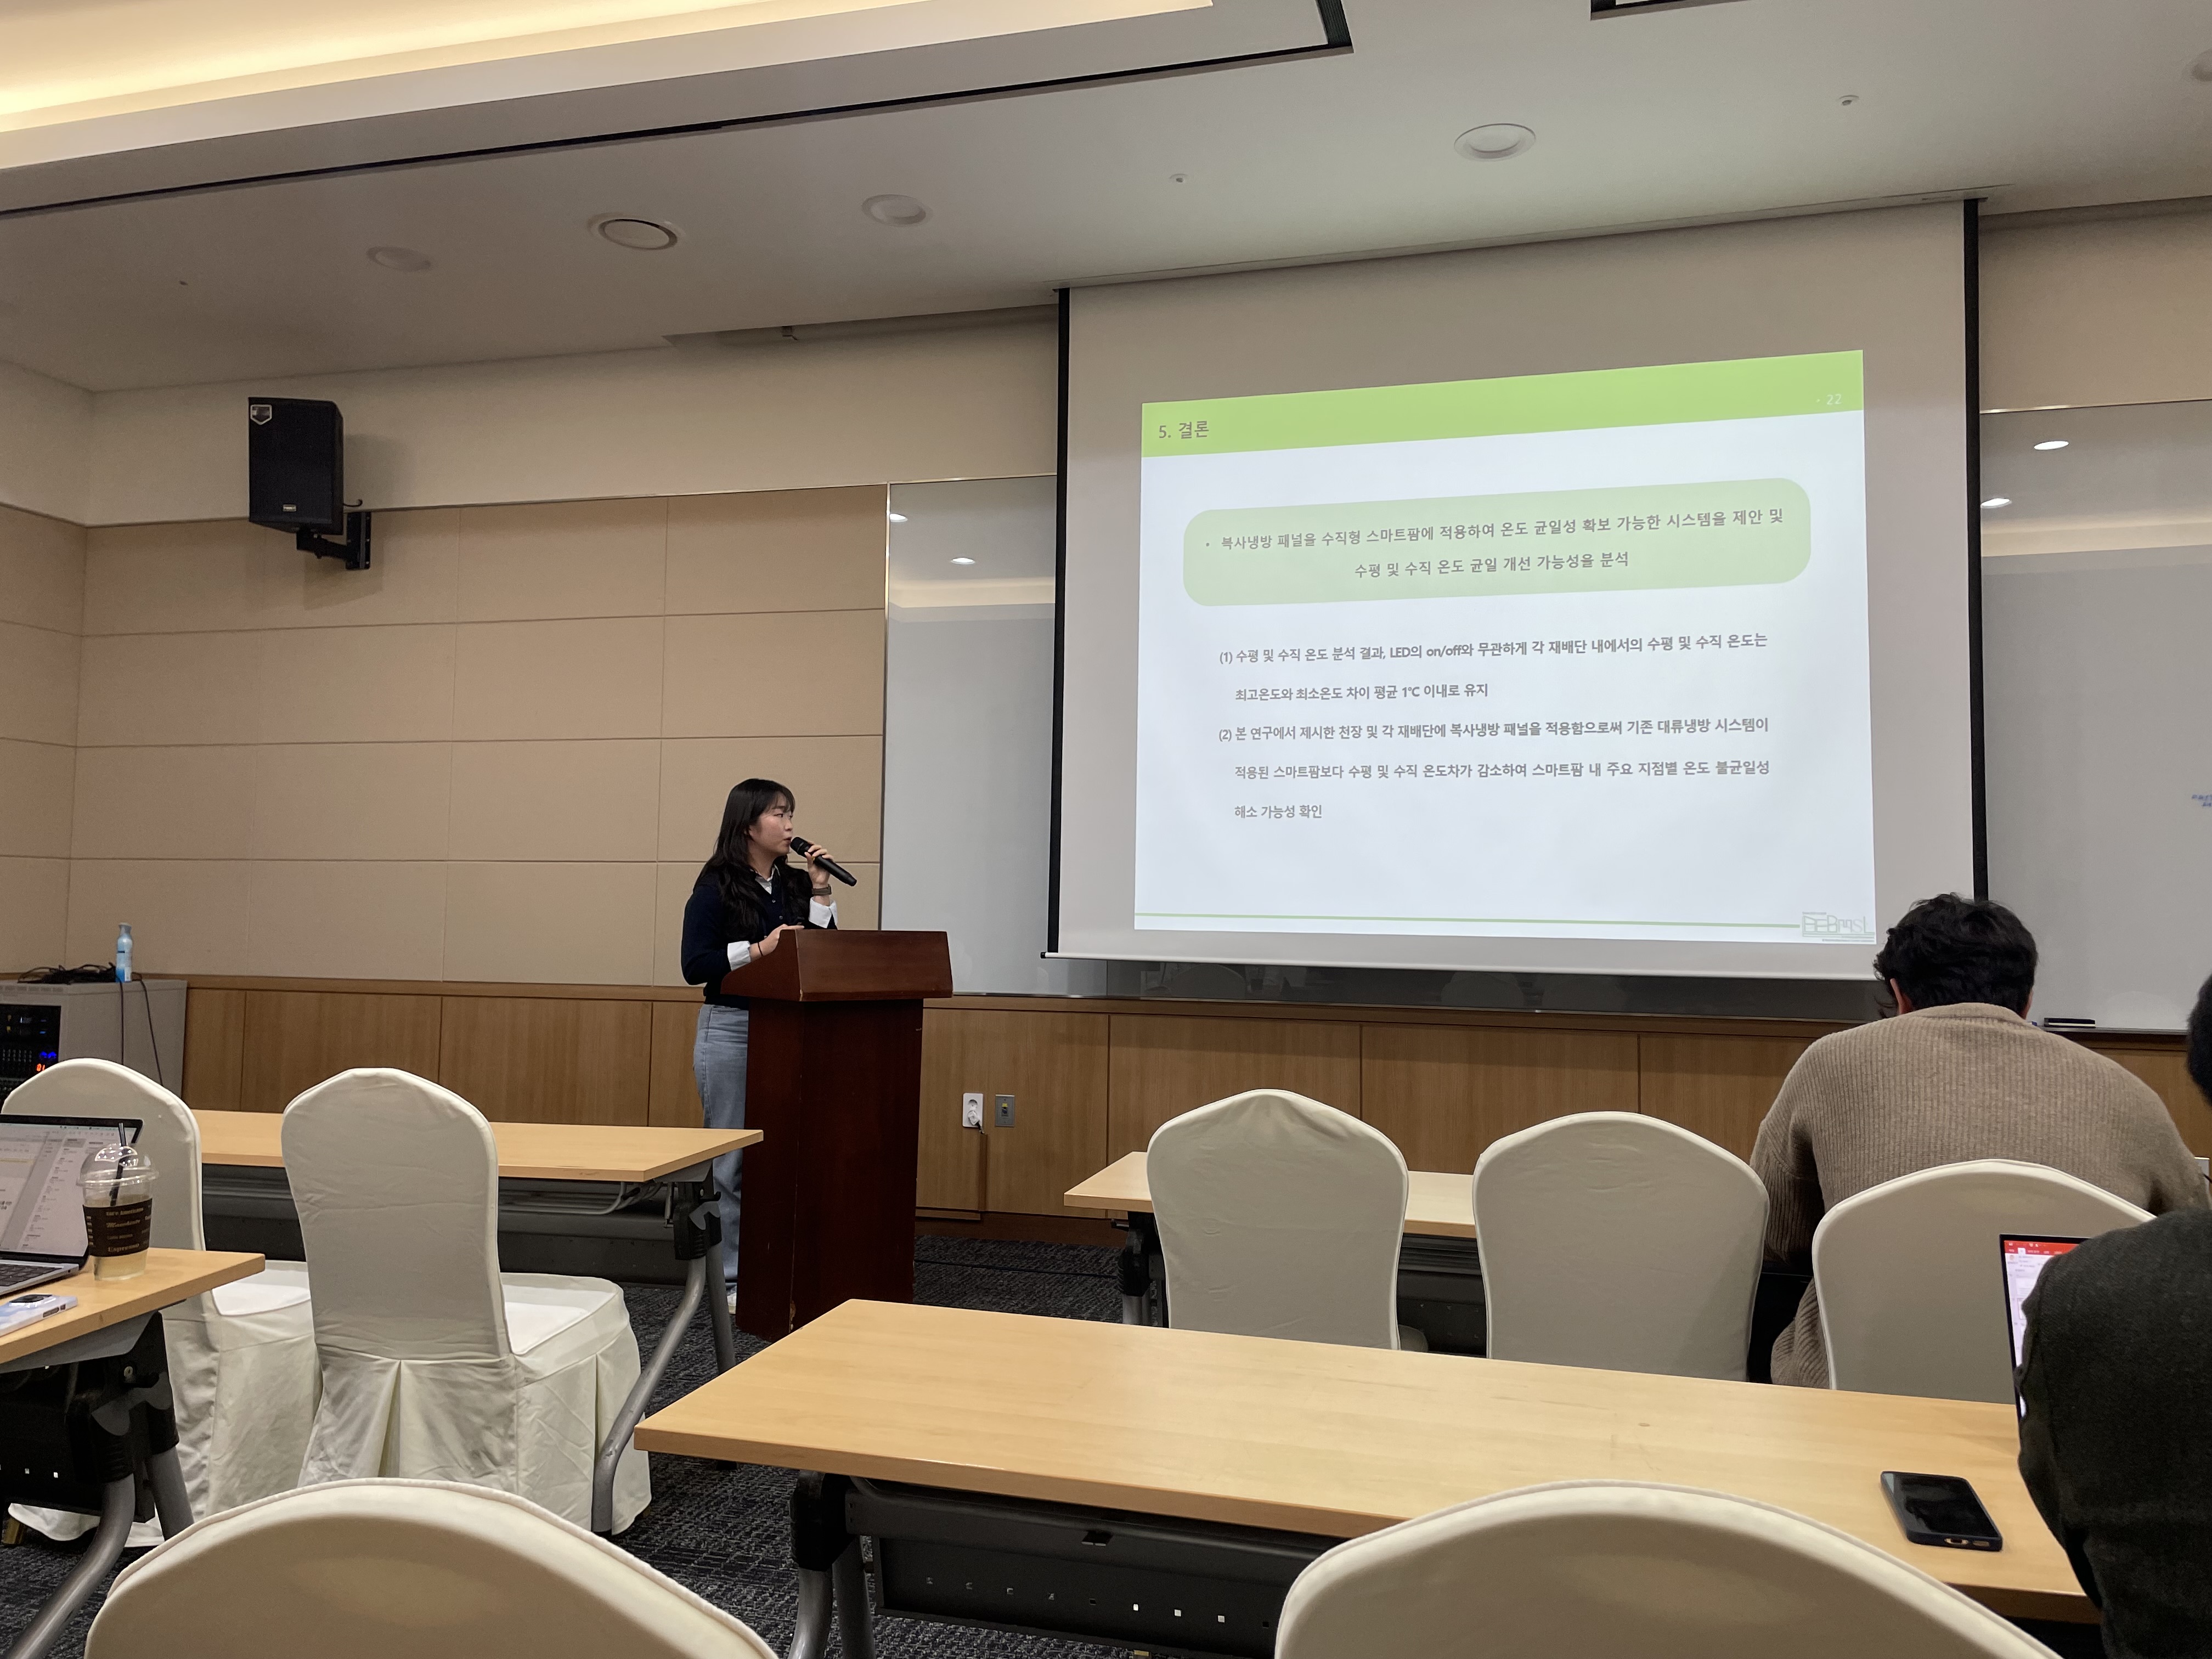 5. 결론
22
• 복사냉방 패널을 수직형 스마트팜에 적용하여 온도 균일성 확보 가능한 시스템을 제안 및
수평 및 수직 온도 균일 개선 가능성을 분석
(1) 수평 및 수직 온도 분석 결과, LED의 on/off와 무관하게 각 재배단 내에서의 수평 및 수직 온도는
최고온도와 최소온도 차이 평균 1℃ 이내로 유지
(2) 본 연구에서 제시한 천장 및 각 재배단에 복사냉방 패널을 적용함으로써 기존 대류냉방 시스템이
적용된 스마트팜보다 수평 및 수직 온도차가 감소하여 스마트팜 내 주요 지점별 온도 불균일성
해소 가능성 확인